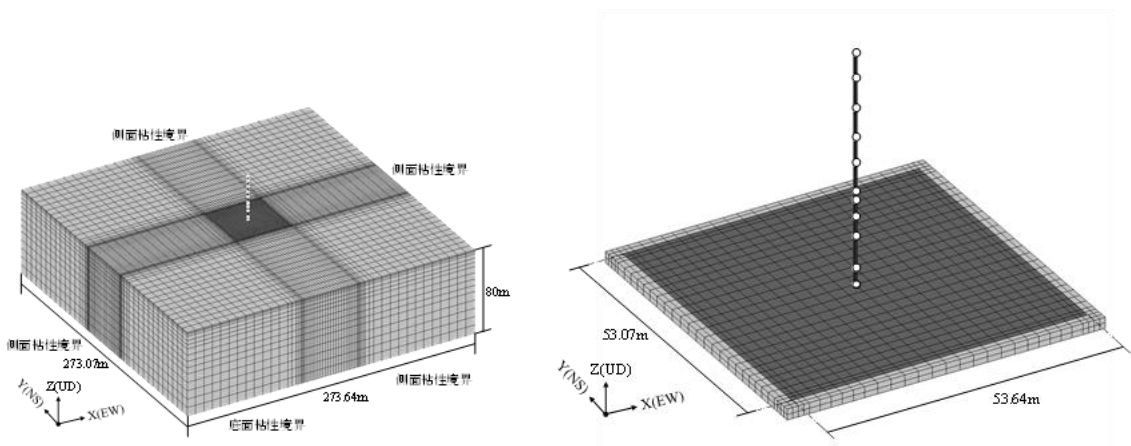 側面粘性境界
側面粘性境界
80m
側面粘性境界
273.07m
側面粘性境界
273.64m
底面粘性境界
Z(UD)
Y(NS)
X(EW)
53.07m
53.64m
Z(UD)
Y(NS)
X(EW)